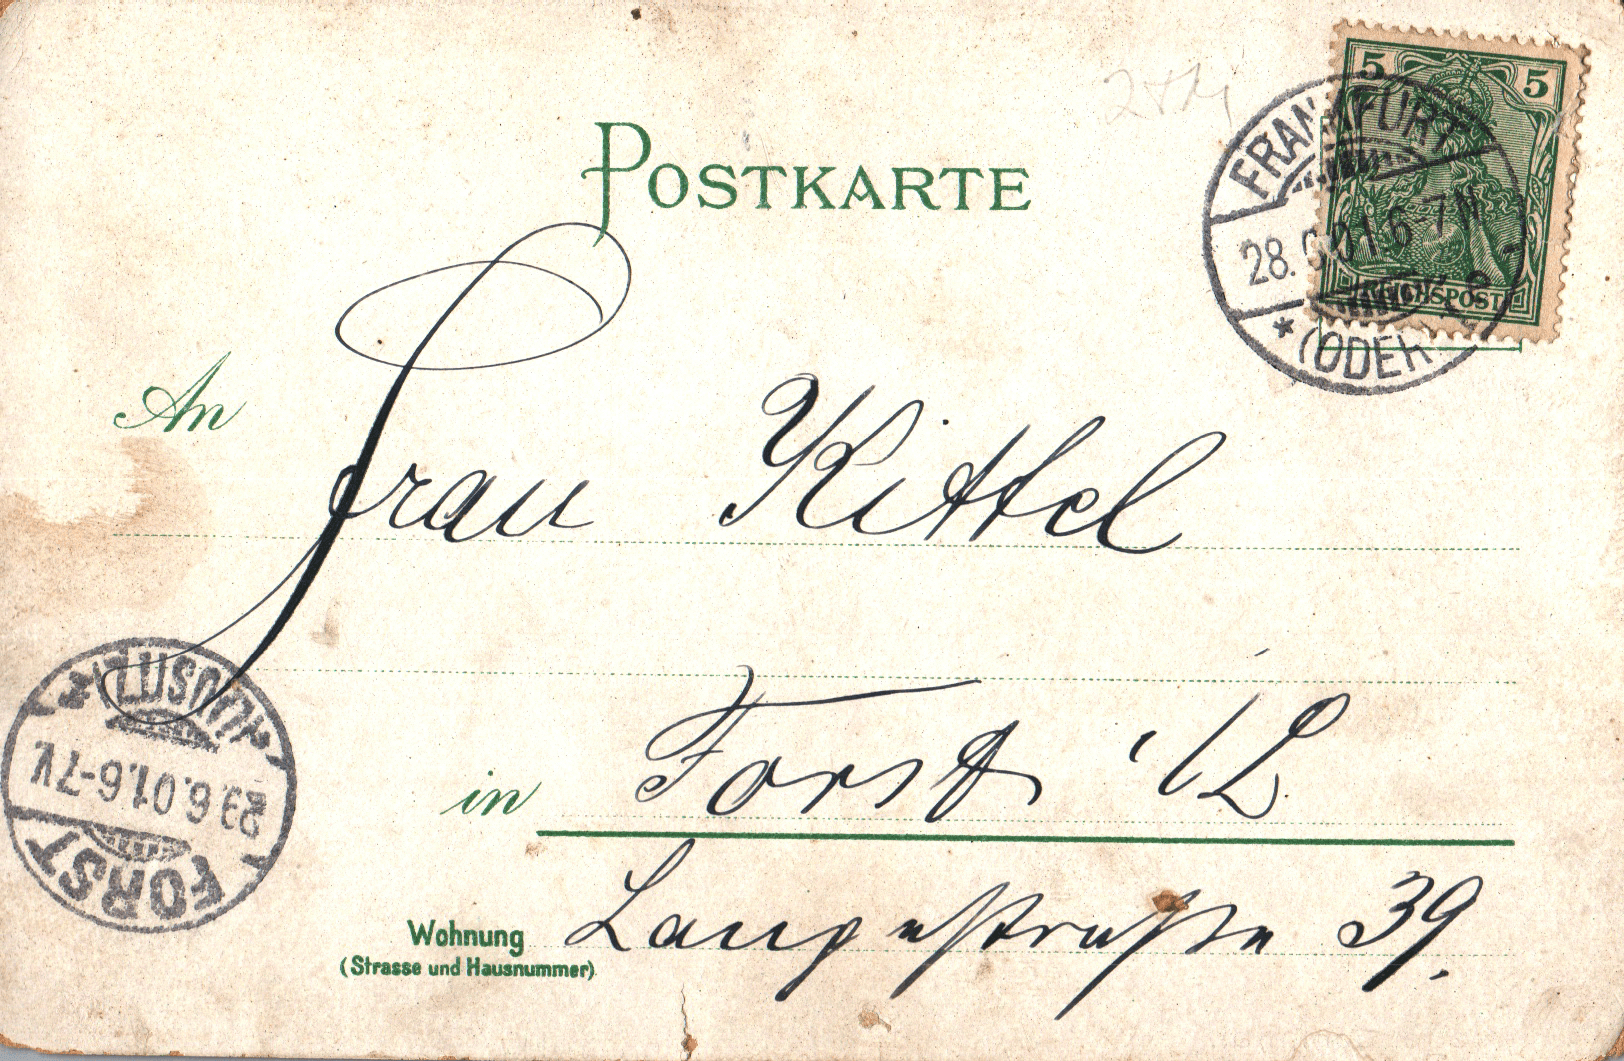 POSTKARTE
5 5
REICHSPOST
FRANKFURT
28.6.01.6-7N
* (ODER)
An
Frau Kittel
in Forst i/L
Wohnung Langestraße 39.
(Strasse und Hausnummer)
FORST
29.6.01.6-7V
(LAUSITZ)